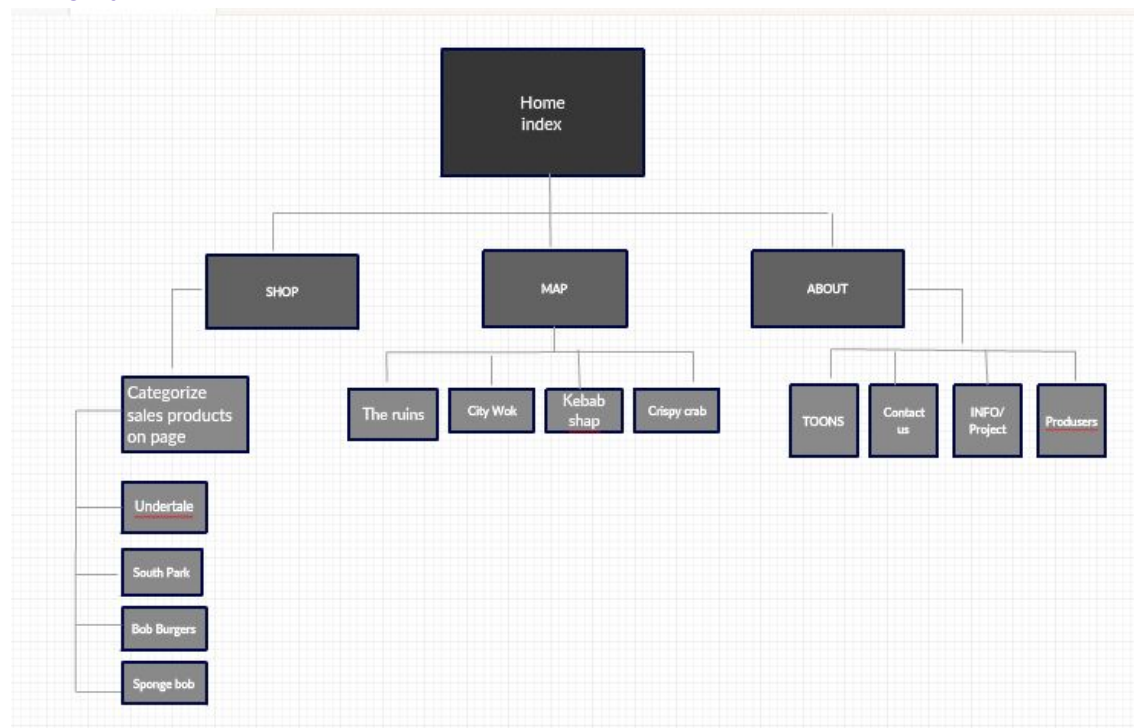 Home
index
SHOP
MAP
ABOUT
Categorize
sales products
on page
The ruins
City Wok
Kebab
shap
Crispy crab
TOONS
Contact
us
INFO/
Project
Produsers
Undertale
South Park
Bob Burgers
Sponge bob